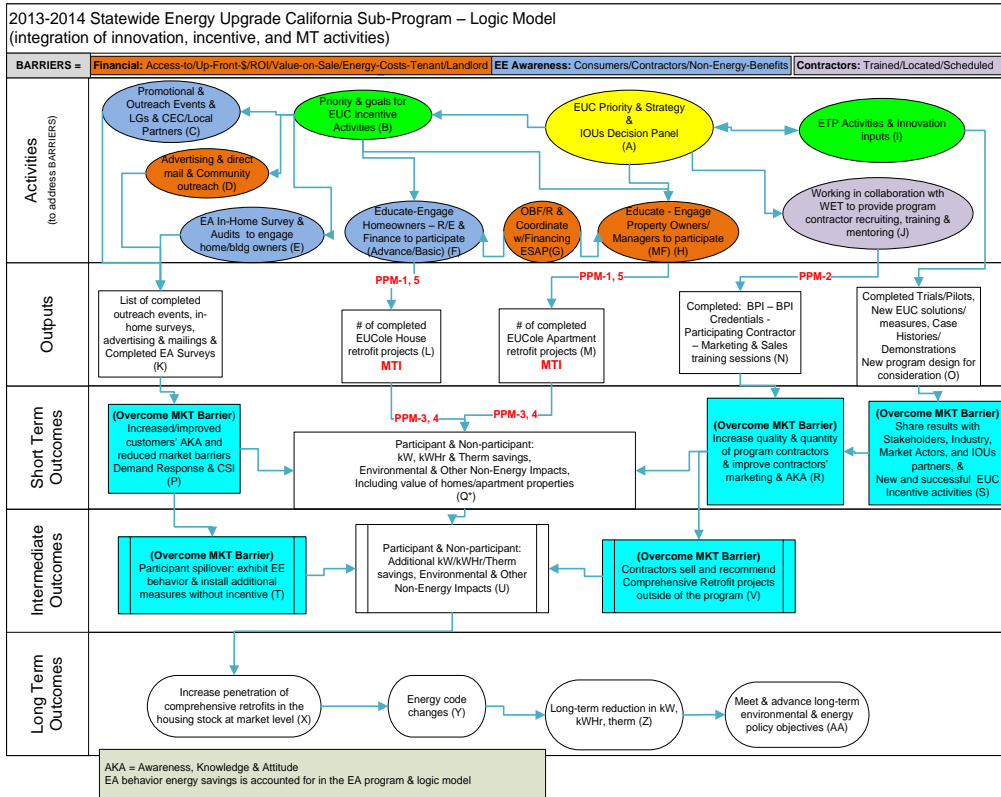 2013-2014 Statewide Energy Upgrade California Sub-Program – Logic Model
(integration of innovation, incentive, and MT activities)
BARRIERS =
Financial: Access-to/Up-Front-$/ROI/Value-on-Sale/Energy-Costs-Tenant/Landlord
EE Awareness: Consumers/Contractors/Non-Energy-Benefits
Contractors: Trained/Located/Scheduled
Activities
(to address BARRIERS)
Promotional &
Outreach Events &
LGs & CEC/Local
Partners (C)
Priority & goals for
EUC Incentive
Activities (B)
EUC Priority & Strategy
&
IOUs Decision Panel
(A)
ETP Activities & Innovation
inputs (I)
Advertising & direct
mail & Community
outreach (D)
EA In-Home Survey &
Audits to engage
home/bldg owners (E)
Educate-Engage
Homeowners – R/E &
Finance to participate
(Advance/Basic) (F)
OBF/R &
Coordinate
w/Financing
ESAP(G)
Educate - Engage
Property Owners/
Managers to participate
(MF) (H)
Working in collaboration wth
WET to provide program
contractor recruiting, training &
mentoring (J)
PPM-1, 5
PPM-1, 5
PPM-2
Outputs
List of completed
outreach events, in-
home surveys,
advertising & mailings &
Completed EA Surveys
(K)
# of completed
EUCole House
retrofit projects (L)
MTI
# of completed
EUCole Apartment
retrofit projects (M)
MTI
Completed: BPI – BPI
Credentials -
Participating Contractor
– Marketing & Sales
training sessions (N)
Completed Trials/Pilots,
New EUC solutions/
measures, Case
Histories/
Demonstrations
New program design for
consideration (O)
PPM-3, 4
PPM-3, 4
Short Term
Outcomes
(Overcome MKT Barrier)
Increased/improved
customers' AKA and
reduced market barriers
Demand Response & CSI
(P)
Participant & Non-participant:
kW, kWHr & Therm savings,
Environmental & Other Non-Energy Impacts,
Including value of homes/apartment properties
(Q*)
(Overcome MKT Barrier)
Increase quality & quantity
of program contractors
& improve contractors'
marketing & AKA (R)
(Overcome MKT Barrier)
Share results with
Stakeholders, Industry,
Market Actors, and IOUs
partners, &
New and successful EUC
Incentive activities (S)
Intermediate
Outcomes
(Overcome MKT Barrier)
Participant spillover: exhibit EE
behavior & install additional
measures without incentive (T)
Participant & Non-participant:
Additional kW/kWHr/Therm
savings, Environmental & Other
Non-Energy Impacts (U)
(Overcome MKT Barrier)
Contractors sell and recommend
Comprehensive Retrofit projects
outside of the program (V)
Long Term
Outcomes
Increase penetration of
comprehensive retrofits in the
housing stock at market level (X)
Energy code
changes (Y)
Long-term reduction in kW,
kWHr, therm (Z)
Meet & advance long-term
environmental & energy
policy objectives (AA)
AKA = Awareness, Knowledge & Attitude
EA behavior energy savings is accounted for in the EA program & logic model